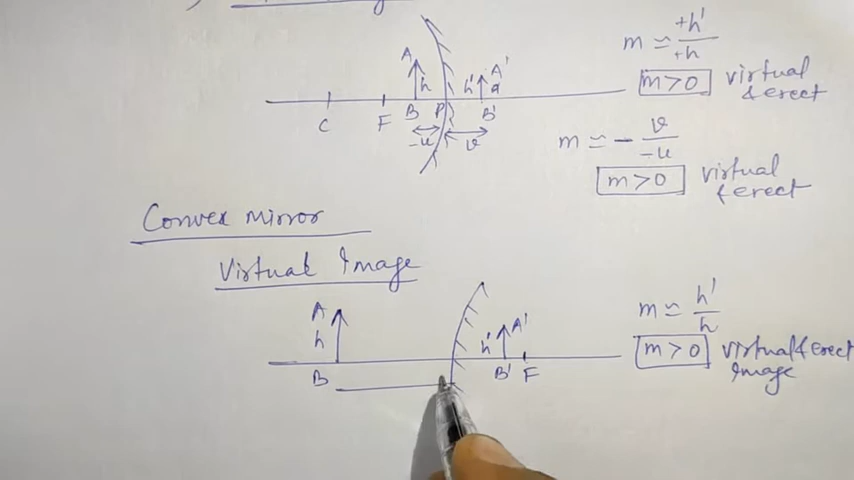 m ≃ +h'/+h
A h h' A'
m>0 virtual & erect
C F B P B'
-u v
m ≃ - v/-u
m>0 virtual & erect
Convex Mirror
Virtual Image
A h h' A'
m ≃ h'/h
m>0 virtual & erect Image
B B' F